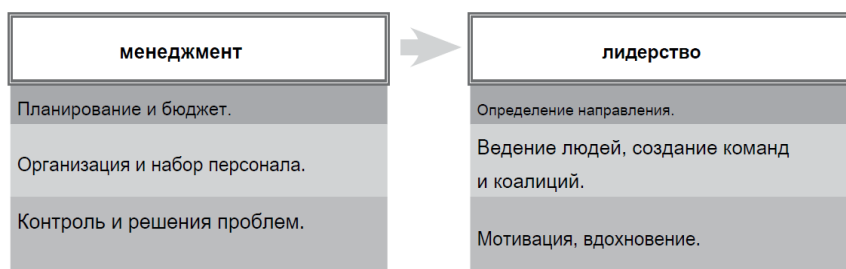 менеджмент
Планирование и бюджет.
Организация и набор персонала.
Контроль и решения проблем.
лидерство
Определение направления.
Ведение людей, создание команд
и коалиций.
Мотивация, вдохновение.